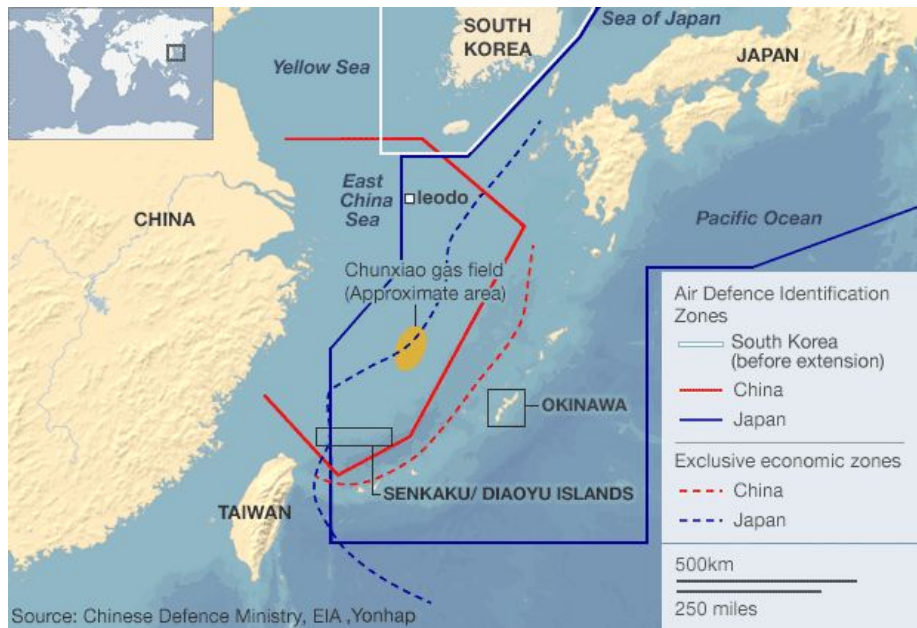 SOUTH
KOREA
Sea of Japan
JAPAN
Yellow Sea
East
China
Sea
Ieodo
CHINA
Pacific Ocean
Chunxiao gas field
(Approximate area)
OKINAWA
SENKAKU/ DIAOYU ISLANDS
TAIWAN
Air Defence Identification
Zones
South Korea
(before extension)
China
Japan
Exclusive economic zones
China
Japan
500km
250 miles
Source: Chinese Defence Ministry, EIA ,Yonhap